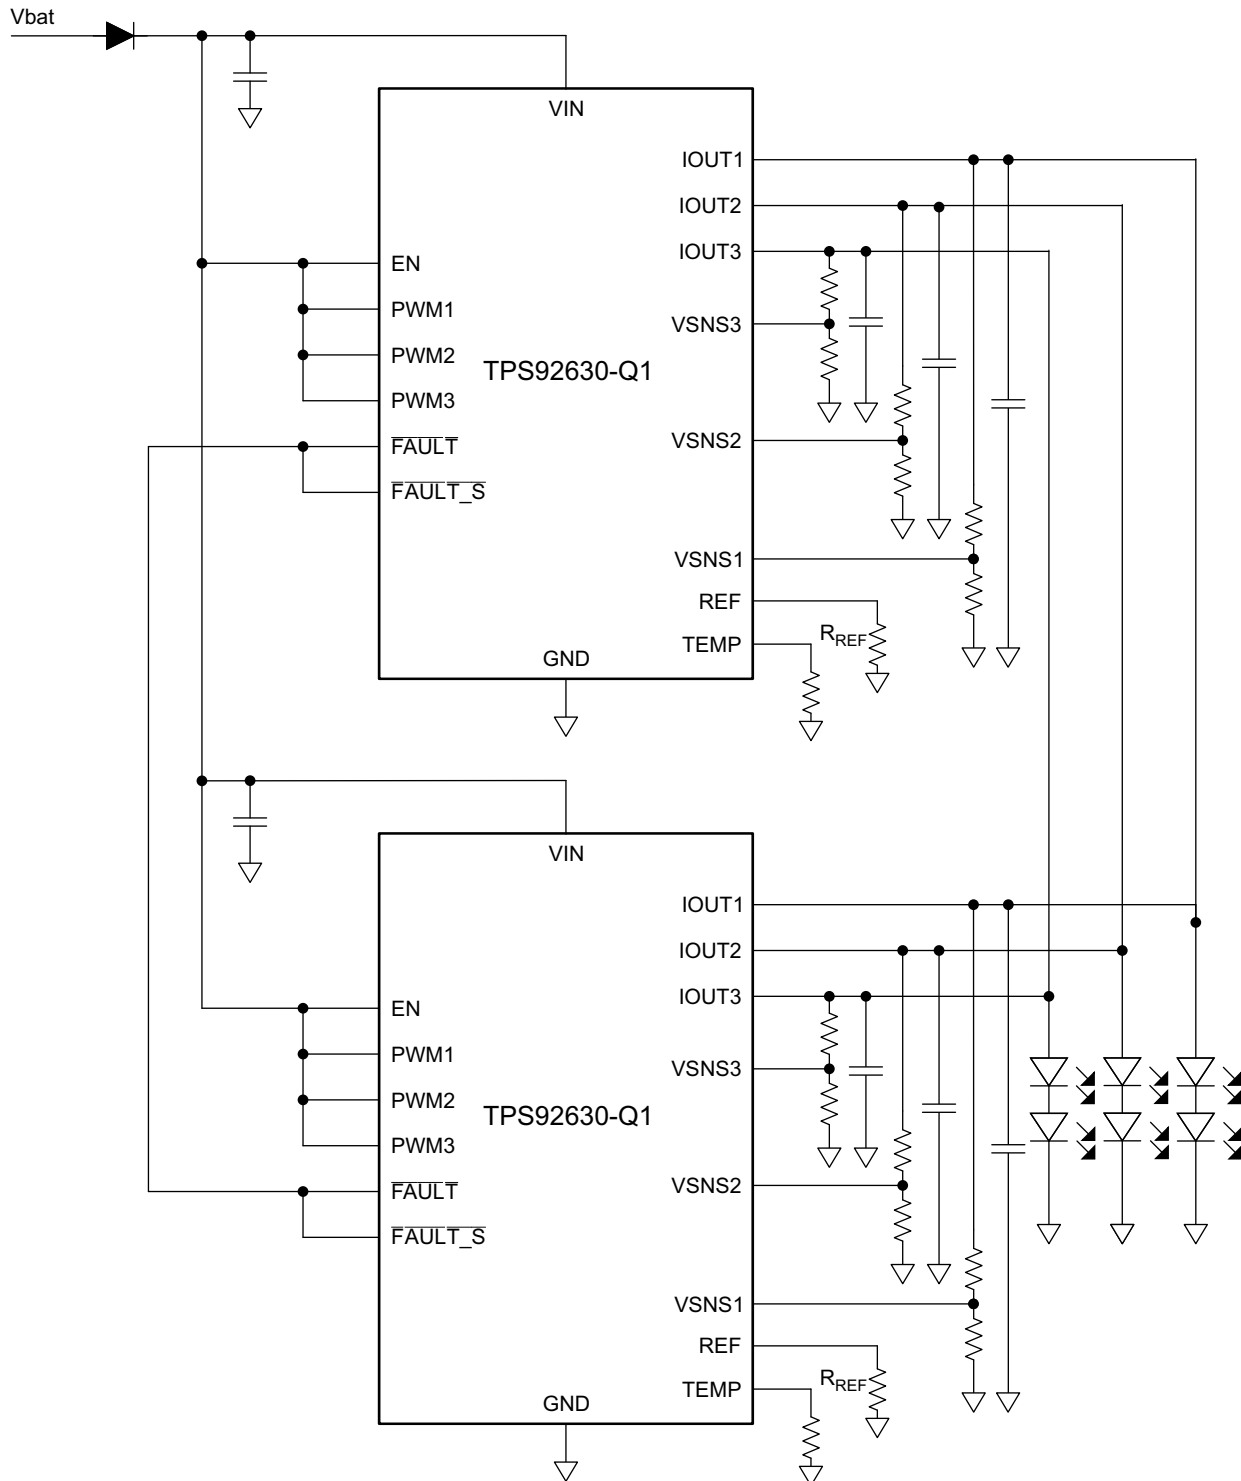 Vbat
VIN
IOUT1
IOUT2
IOUT3
EN
PWM1
VSNS3
PWM2
TPS92630-Q1
PWM3
FAULT
VSNS2
FAULT_S
VSNS1
REF
RREF
TEMP
GND
VIN
IOUT1
IOUT2
IOUT3
EN
PWM1
VSNS3
PWM2
TPS92630-Q1
PWM3
FAULT
VSNS2
FAULT_S
VSNS1
REF
RREF
TEMP
GND